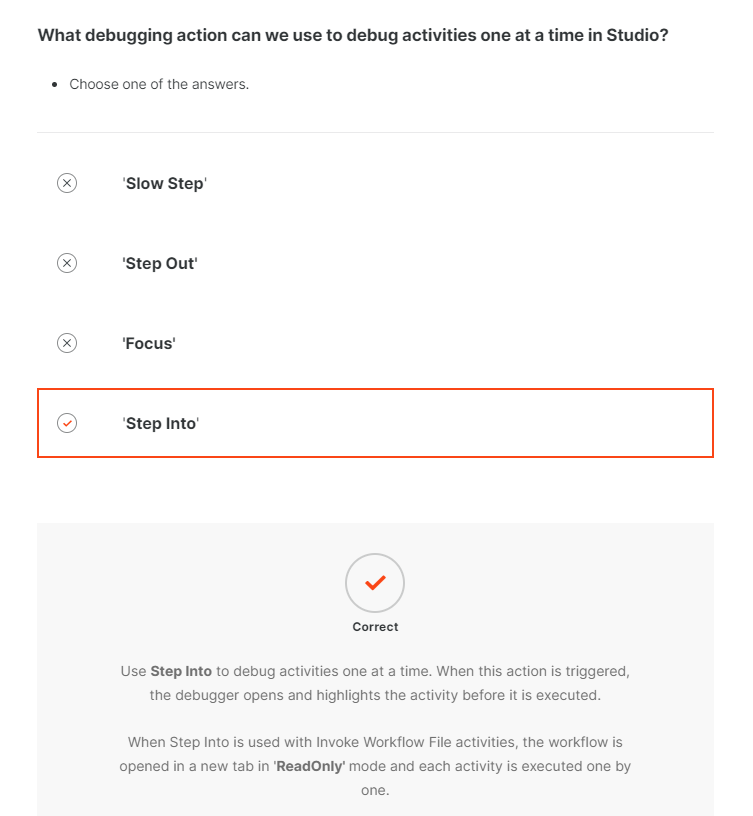 What debugging action can we use to debug activities one at a time in Studio?
• Choose one of the answers.
'Slow Step'
'Step Out'
'Focus'
'Step Into'
Correct
Use Step Into to debug activities one at a time. When this action is triggered,
the debugger opens and highlights the activity before it is executed.
When Step Into is used with Invoke Workflow File activities, the workflow is
opened in a new tab in 'ReadOnly' mode and each activity is executed one by
one.